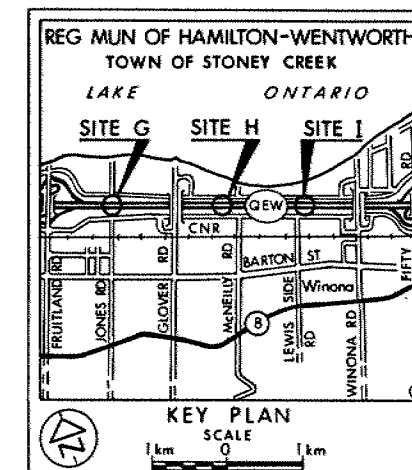 REG MUN OF HAMILTON-WENTWORTH
TOWN OF STONEY CREEK
LAKE ONTARIO
SITE G SITE H SITE I
QEW
CNR
BARTON ST
Winona
FRUITLAND RD
JONES RD
GLOVER RD
McNEILLY RD
LEWIS SIDE RD
WINONA RD
FIFTY RD
8
N
KEY PLAN
SCALE
1 km 0 1 km